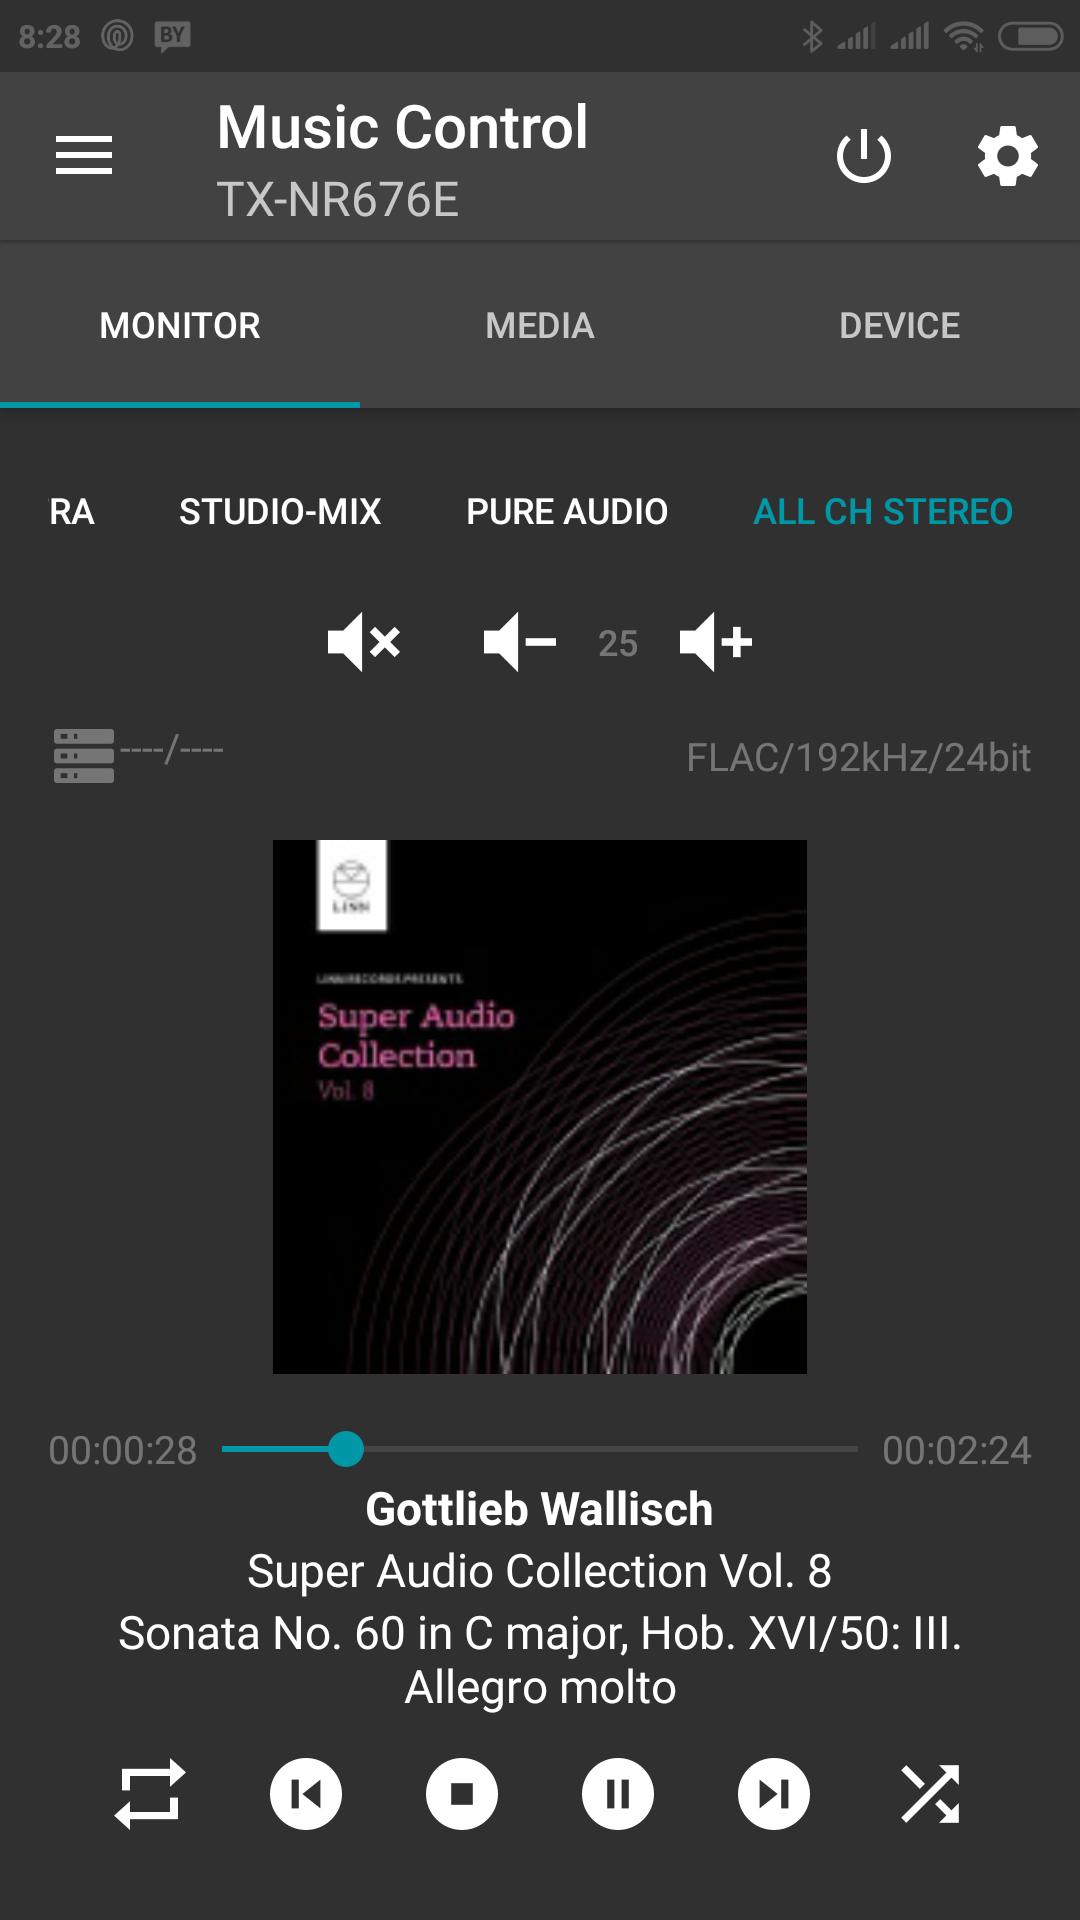 8:28
BY
Music Control
TX-NR676E
MONITOR MEDIA DEVICE
RA STUDIO-MIX PURE AUDIO ALL CH STEREO
25
----/---- FLAC/192kHz/24bit
LINN
LINN RECORDS PRESENTS
Super Audio
Collection
Vol. 8
00:00:28 00:02:24
Gottlieb Wallisch
Super Audio Collection Vol. 8
Sonata No. 60 in C major, Hob. XVI/50: III.
Allegro molto